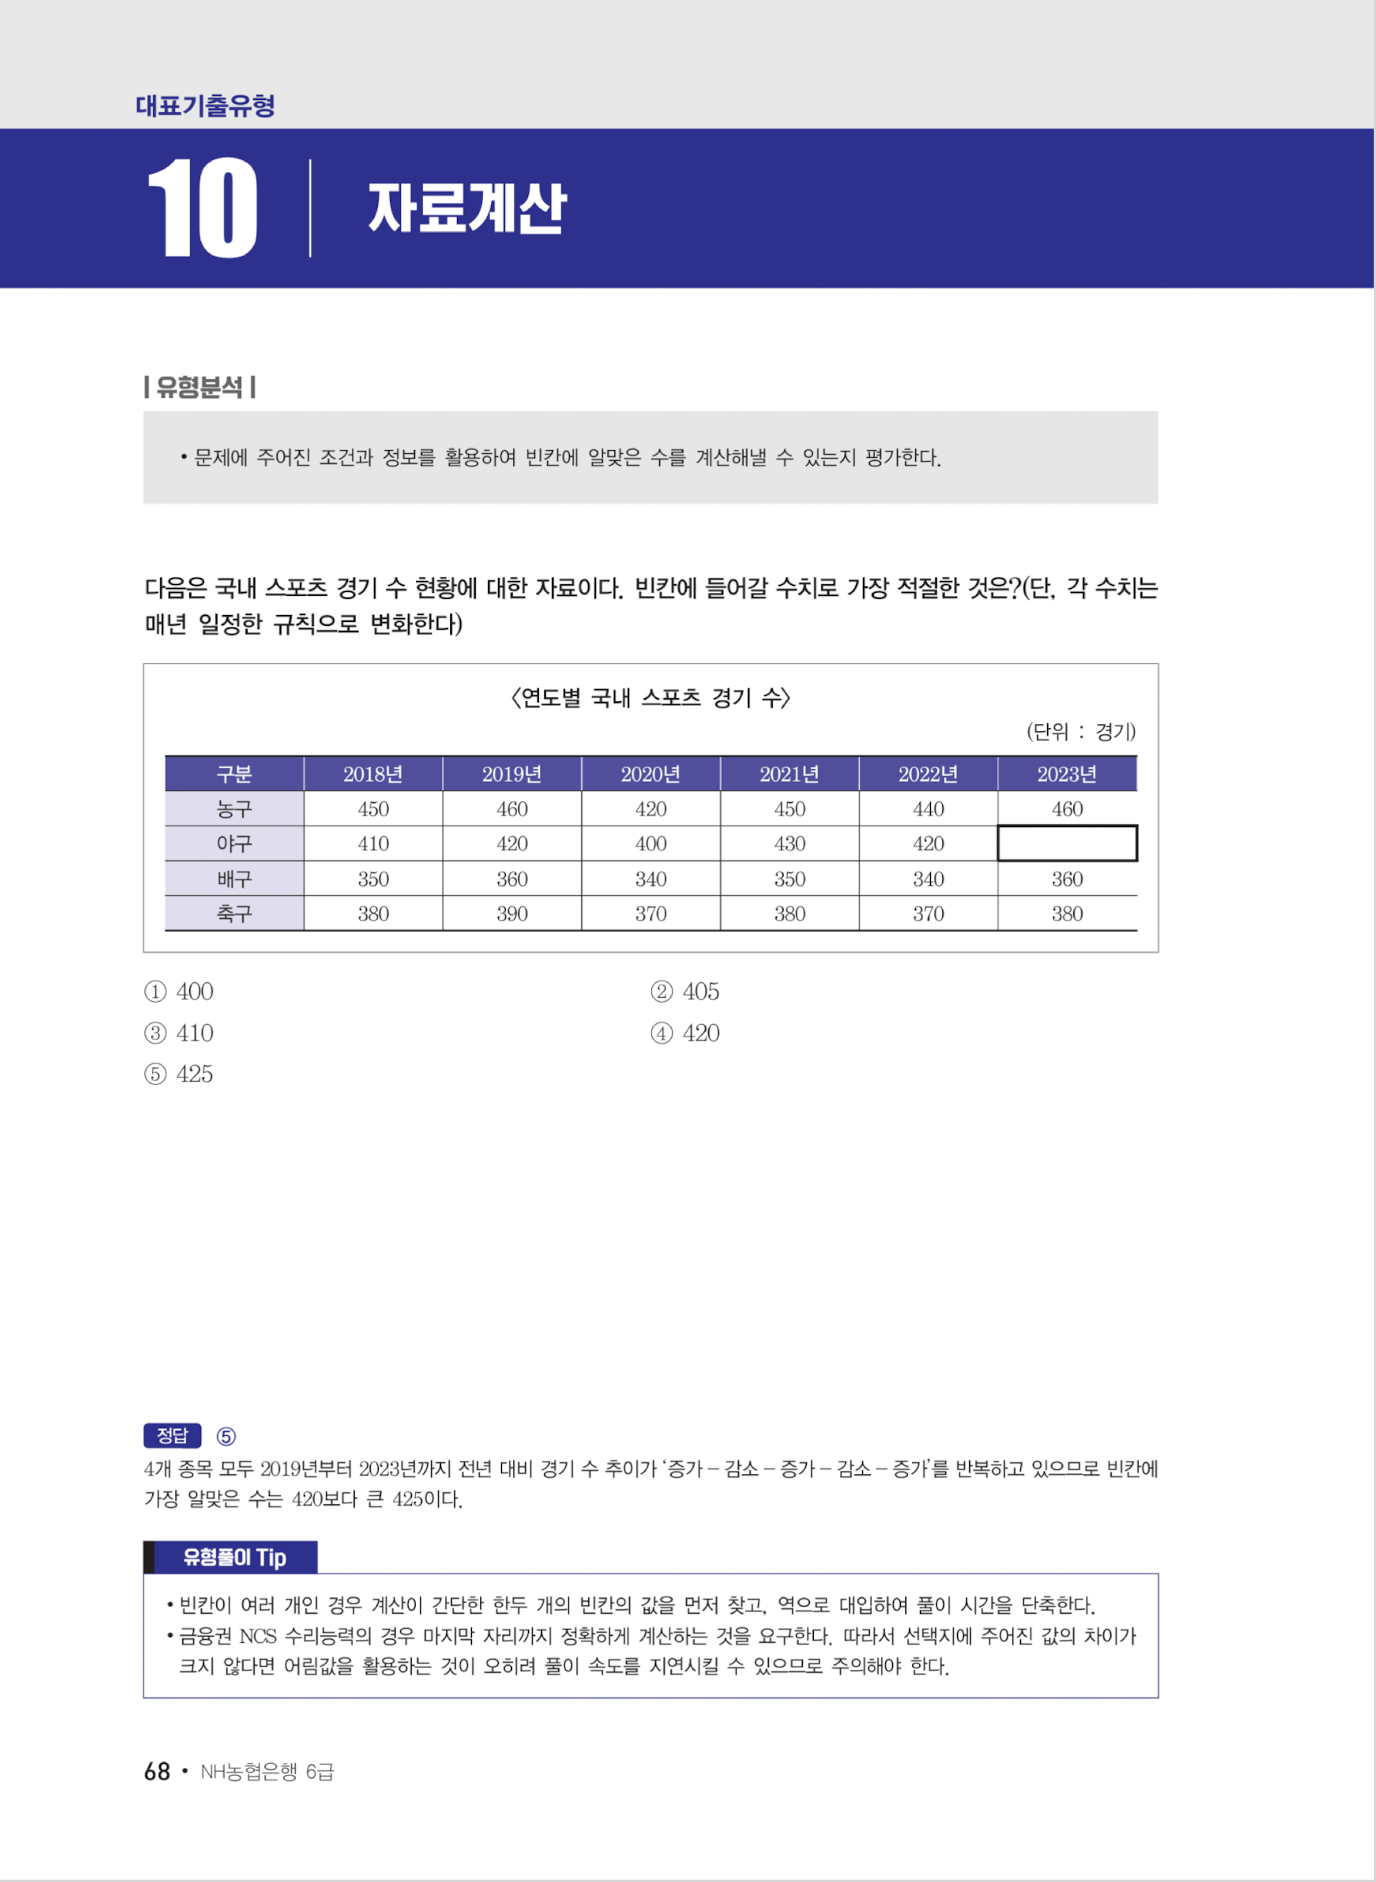 대표기출유형
10 자료계산
| 유형분석 |
• 문제에 주어진 조건과 정보를 활용하여 빈칸에 알맞은 수를 계산해낼 수 있는지 평가한다.
다음은 국내 스포츠 경기 수 현황에 대한 자료이다. 빈칸에 들어갈 수치로 가장 적절한 것은?(단, 각 수치는
매년 일정한 규칙으로 변화한다)
〈연도별 국내 스포츠 경기 수〉
(단위 : 경기)
구분 2018년 2019년 2020년 2021년 2022년 2023년
농구 450 460 420 450 440 460
야구 410 420 400 430 420
배구 350 360 340 350 340 360
축구 380 390 370 380 370 380
① 400 ② 405
③ 410 ④ 420
⑤ 425
정답 ⑤
4개 종목 모두 2019년부터 2023년까지 전년 대비 경기 수 추이가 ‘증가 – 감소 – 증가 – 감소 – 증가’를 반복하고 있으므로 빈칸에
가장 알맞은 수는 420보다 큰 425이다.
유형풀이 Tip
• 빈칸이 여러 개인 경우 계산이 간단한 한두 개의 빈칸의 값을 먼저 찾고, 역으로 대입하여 풀이 시간을 단축한다.
• 금융권 NCS 수리능력의 경우 마지막 자리까지 정확하게 계산하는 것을 요구한다. 따라서 선택지에 주어진 값의 차이가
크지 않다면 어림값을 활용하는 것이 오히려 풀이 속도를 지연시킬 수 있으므로 주의해야 한다.
68 • NH농협은행 6급